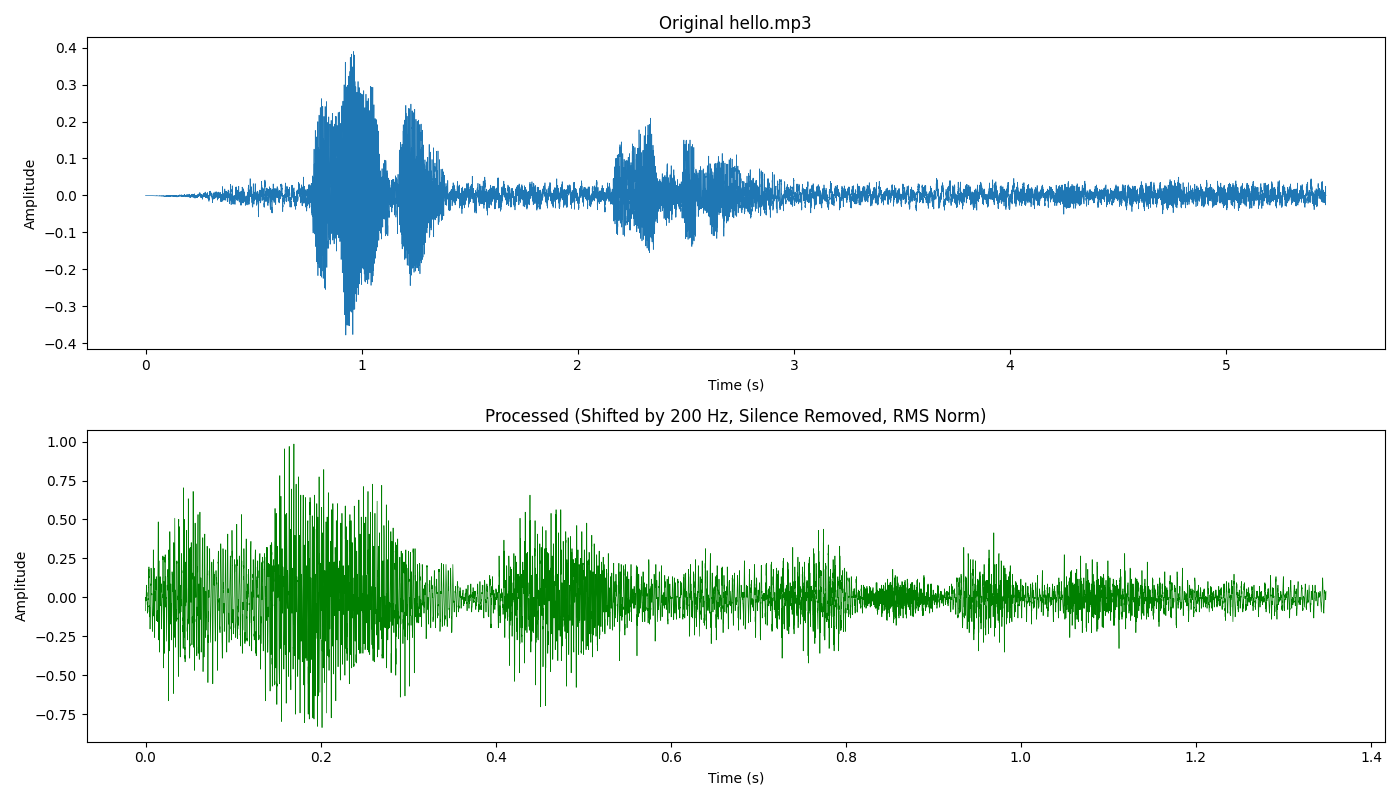 Original hello.mp3
0.4
0.3
0.2
0.1
0.0
−0.1
−0.2
−0.3
−0.4
Amplitude
0 1 2 3 4 5
Time (s)
Processed (Shifted by 200 Hz, Silence Removed, RMS Norm)
1.00
0.75
0.50
0.25
0.00
−0.25
−0.50
−0.75
Amplitude
0.0 0.2 0.4 0.6 0.8 1.0 1.2 1.4
Time (s)